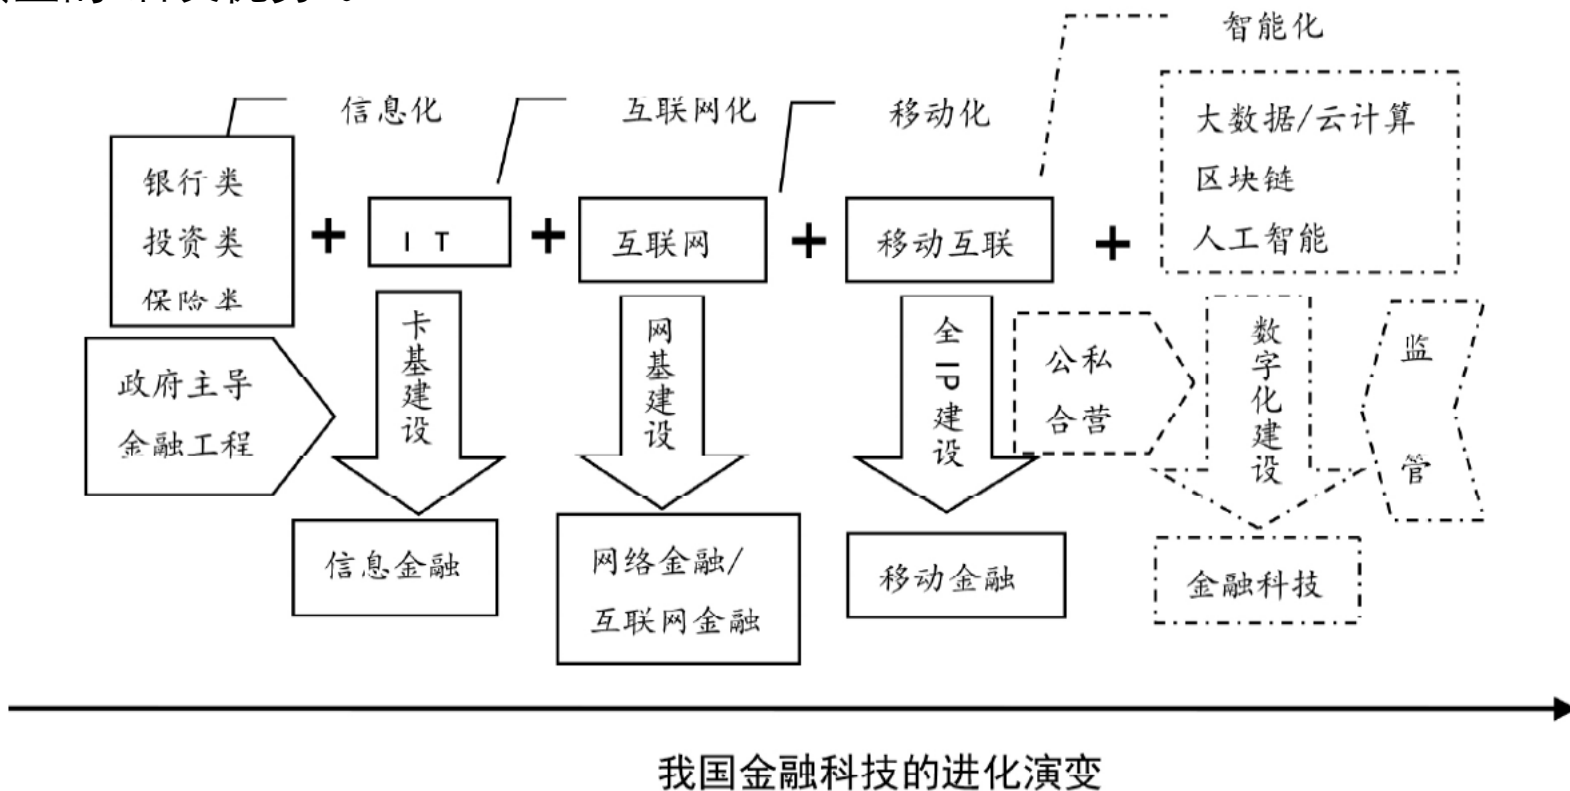 智能化
信息化
互联网化
移动化
大数据/云计算
区块链
人工智能
银行类
投资类
保险类
+
IT
+
互联网
+
移动互联
+
政府主导
金融工程
卡基建设
网基建设
全IP建设
公私
合营
数字化建设
监管
信息金融
网络金融/
互联网金融
移动金融
金融科技
我国金融科技的进化演变